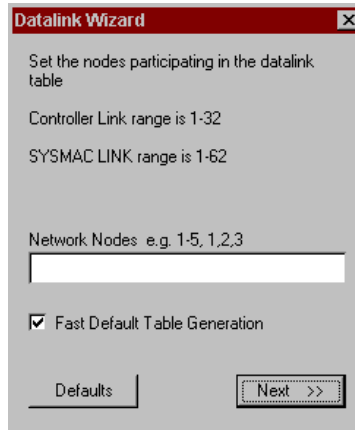 Datalink Wizard
Set the nodes participating in the datalink
table
Controller Link range is 1-32
SYSMAC LINK range is 1-62
Network Nodes  e.g. 1-5, 1,2,3
Fast Default Table Generation
Defaults
Next >>